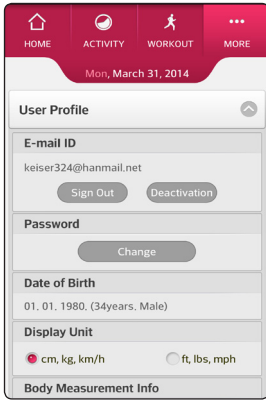 HOME ACTIVITY WORKOUT MORE
Mon, March 31, 2014
User Profile
E-mail ID
keiser324@hanmail.net
Sign Out Deactivation
Password
Change
Date of Birth
01. 01. 1980. (34years, Male)
Display Unit
cm, kg, km/h ft, lbs, mph
Body Measurement Info